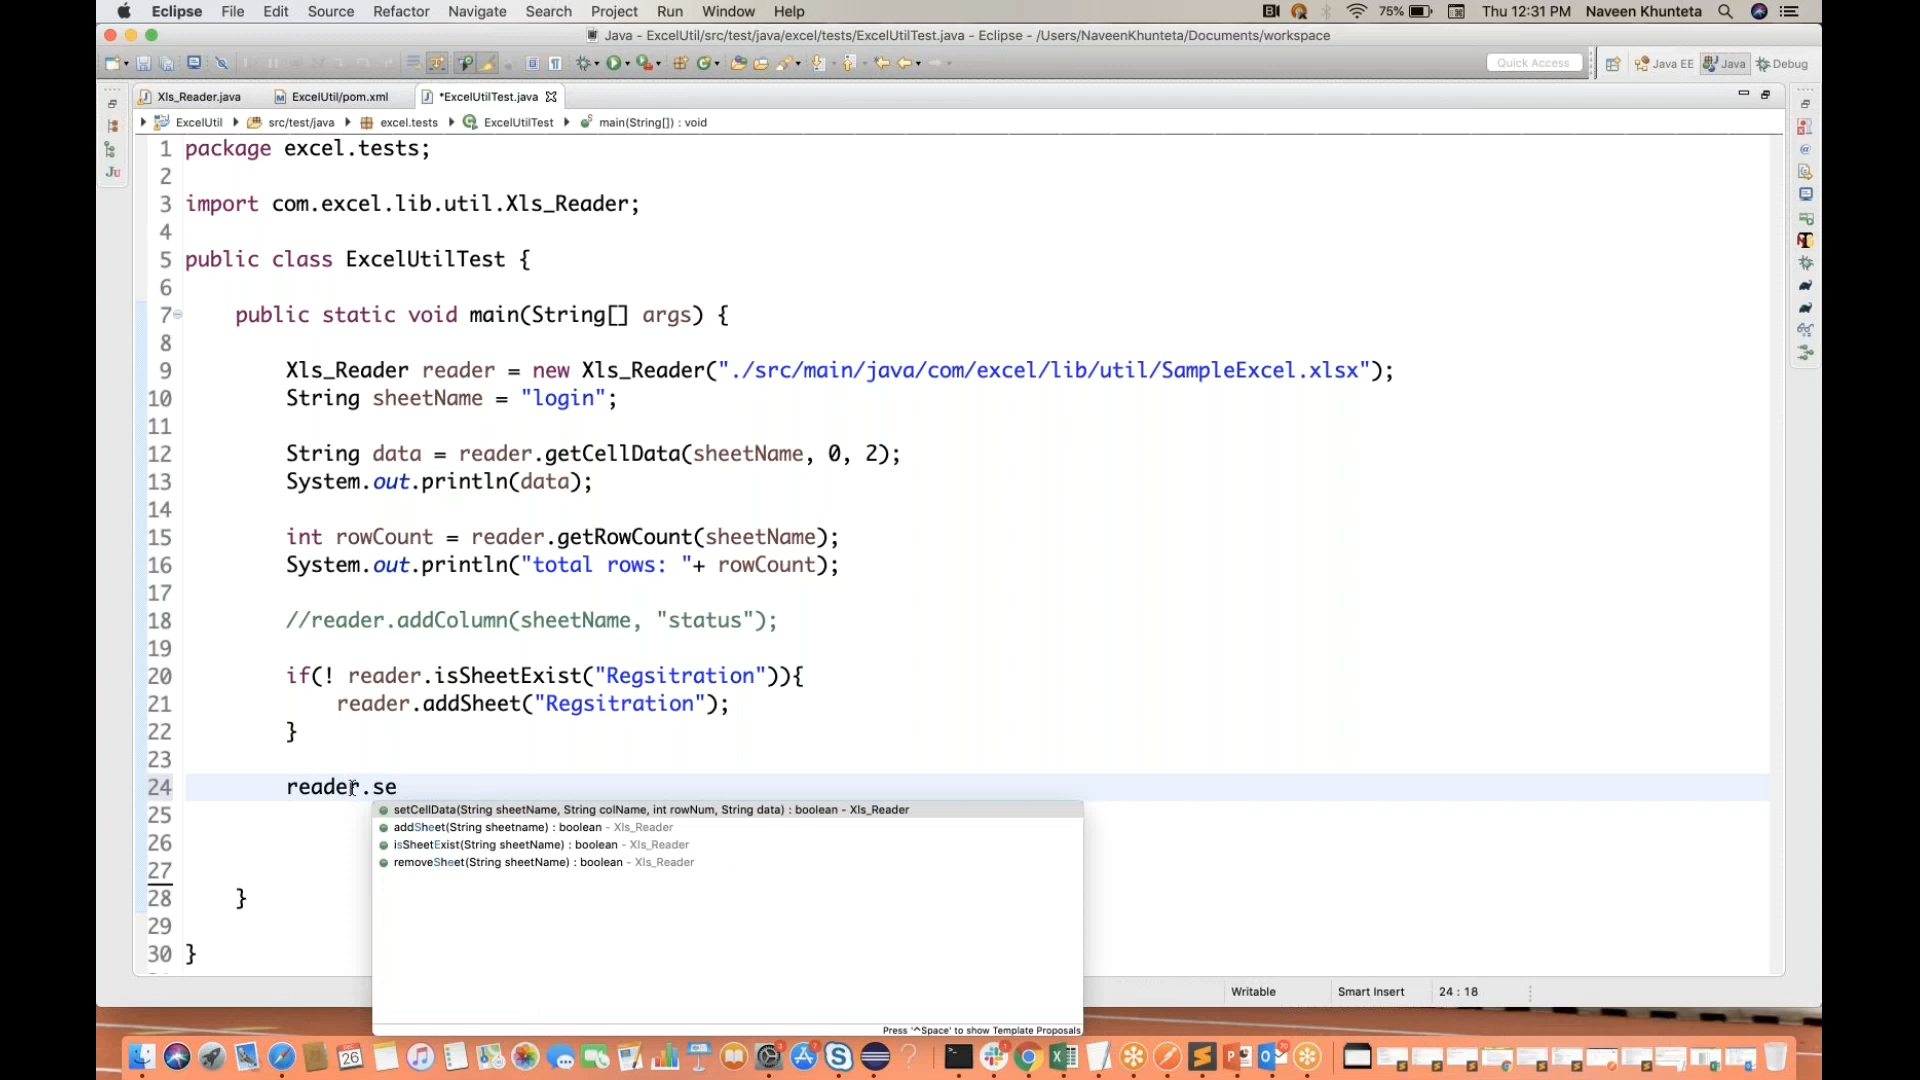 Eclipse File Edit Source Refactor Navigate Search Project Run Window Help 75% Thu 12:31 PM Naveen Khunteta
Java - ExcelUtil/src/test/java/excel/tests/ExcelUtilTest.java - Eclipse - /Users/NaveenKhunteta/Documents/workspace
Quick Access Java EE Java Debug
Xls_Reader.java ExcelUtil/pom.xml *ExcelUtilTest.java
ExcelUtil src/test/java excel.tests ExcelUtilTest main(String[]) : void
1 package excel.tests;
2
3 import com.excel.lib.util.Xls_Reader;
4
5 public class ExcelUtilTest {
6
7 public static void main(String[] args) {
8
9 Xls_Reader reader = new Xls_Reader("./src/main/java/com/excel/lib/util/SampleExcel.xlsx");
10 String sheetName = "login";
11
12 String data = reader.getCellData(sheetName, 0, 2);
13 System.out.println(data);
14
15 int rowCount = reader.getRowCount(sheetName);
16 System.out.println("total rows: "+ rowCount);
17
18 //reader.addColumn(sheetName, "status");
19
20 if(! reader.isSheetExist("Regsitration")){
21 reader.addSheet("Regsitration");
22 }
23
24 reader.se
setCellData(String sheetName, String colName, int rowNum, String data) : boolean - Xls_Reader
addSheet(String sheetname) : boolean - Xls_Reader
isSheetExist(String sheetName) : boolean - Xls_Reader
removeSheet(String sheetName) : boolean - Xls_Reader
25
26
27
28 }
29
30 }
Writable Smart Insert 24 : 18
Press '^Space' to show Template Proposals